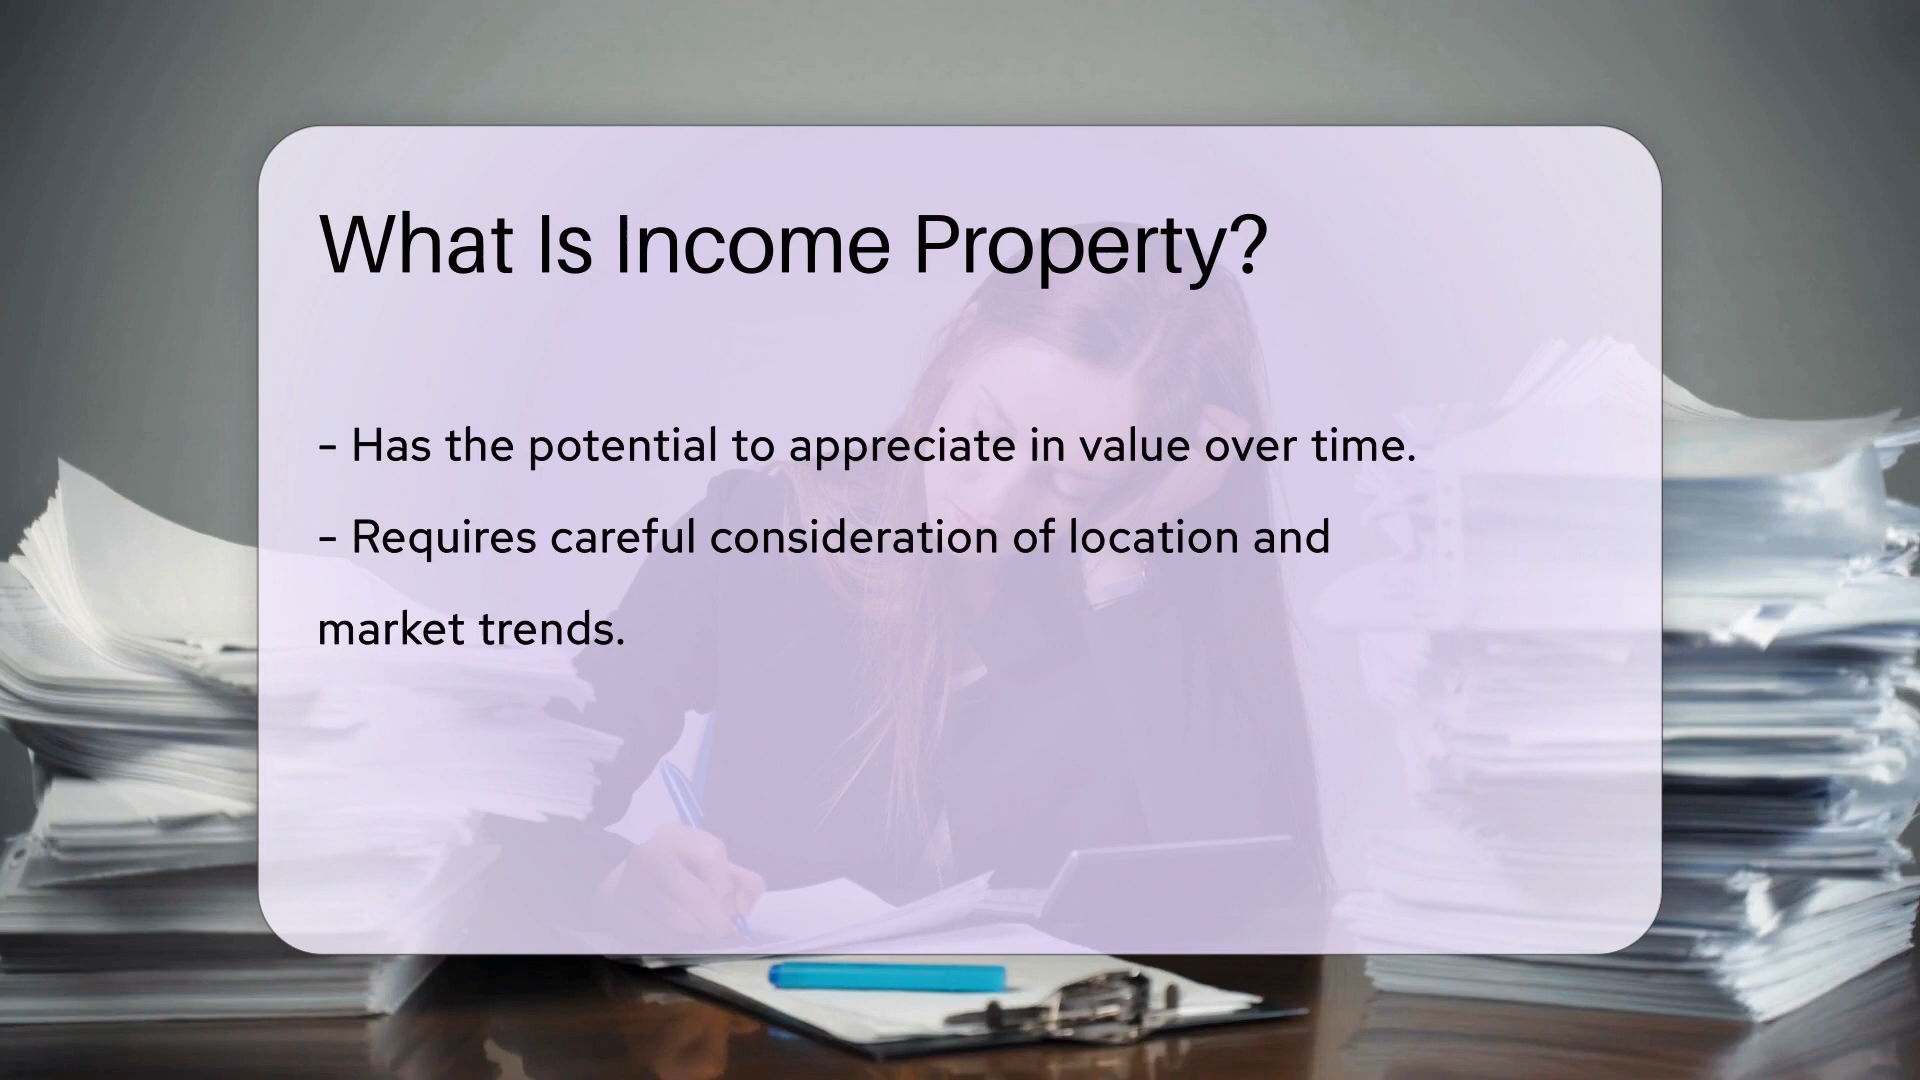 What Is Income Property?
- Has the potential to appreciate in value over time.
- Requires careful consideration of location and
market trends.